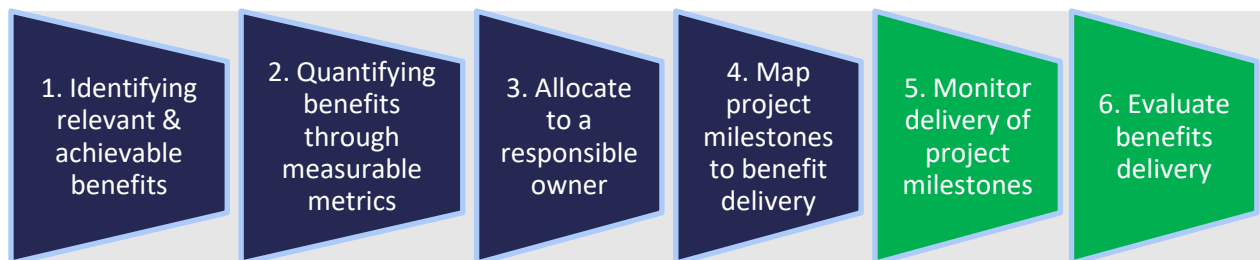 1. Identifying
relevant &
achievable
benefits
2. Quantifying
benefits
through
measurable
metrics
3. Allocate
to a
responsible
owner
4. Map
project
milestones
to benefit
delivery
5. Monitor
delivery of
project
milestones
6. Evaluate
benefits
delivery